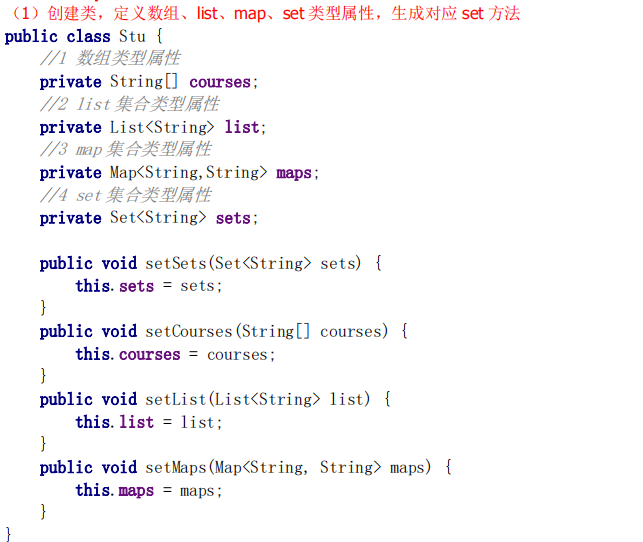 （1）创建类，定义数组、list、map、set 类型属性，生成对应 set 方法
public class Stu {
    //1 数组类型属性
    private String[] courses;
    //2 list 集合类型属性
    private List<String> list;
    //3 map 集合类型属性
    private Map<String,String> maps;
    //4 set 集合类型属性
    private Set<String> sets;

    public void setSets(Set<String> sets) {
        this.sets = sets;
    }
    public void setCourses(String[] courses) {
        this.courses = courses;
    }
    public void setList(List<String> list) {
        this.list = list;
    }
    public void setMaps(Map<String, String> maps) {
        this.maps = maps;
    }
}